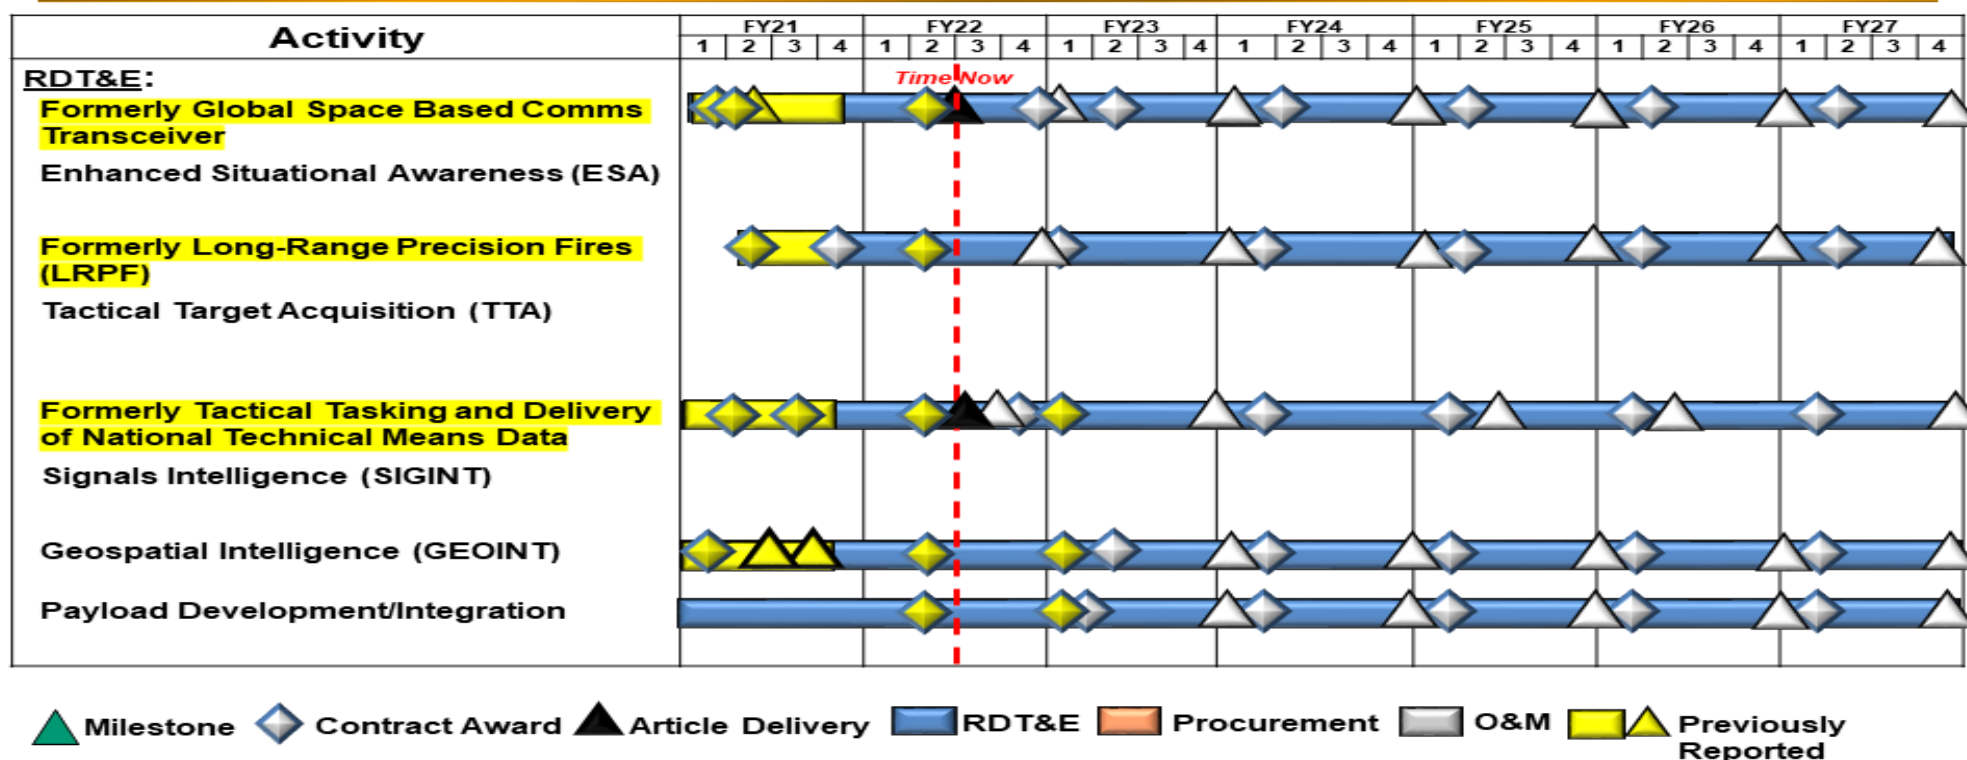 Activity
FY21 FY22 FY23 FY24 FY25 FY26 FY27
1 2 3 4 1 2 3 4 1 2 3 4 1 2 3 4 1 2 3 4 1 2 3 4 1 2 3 4
RDT&E:
Time Now
Formerly Global Space Based Comms
Transceiver
Enhanced Situational Awareness (ESA)
Formerly Long-Range Precision Fires
(LRPF)
Tactical Target Acquisition (TTA)
Formerly Tactical Tasking and Delivery
of National Technical Means Data
Signals Intelligence (SIGINT)
Geospatial Intelligence (GEOINT)
Payload Development/Integration
Milestone Contract Award Article Delivery RDT&E Procurement O&M Previously
Reported